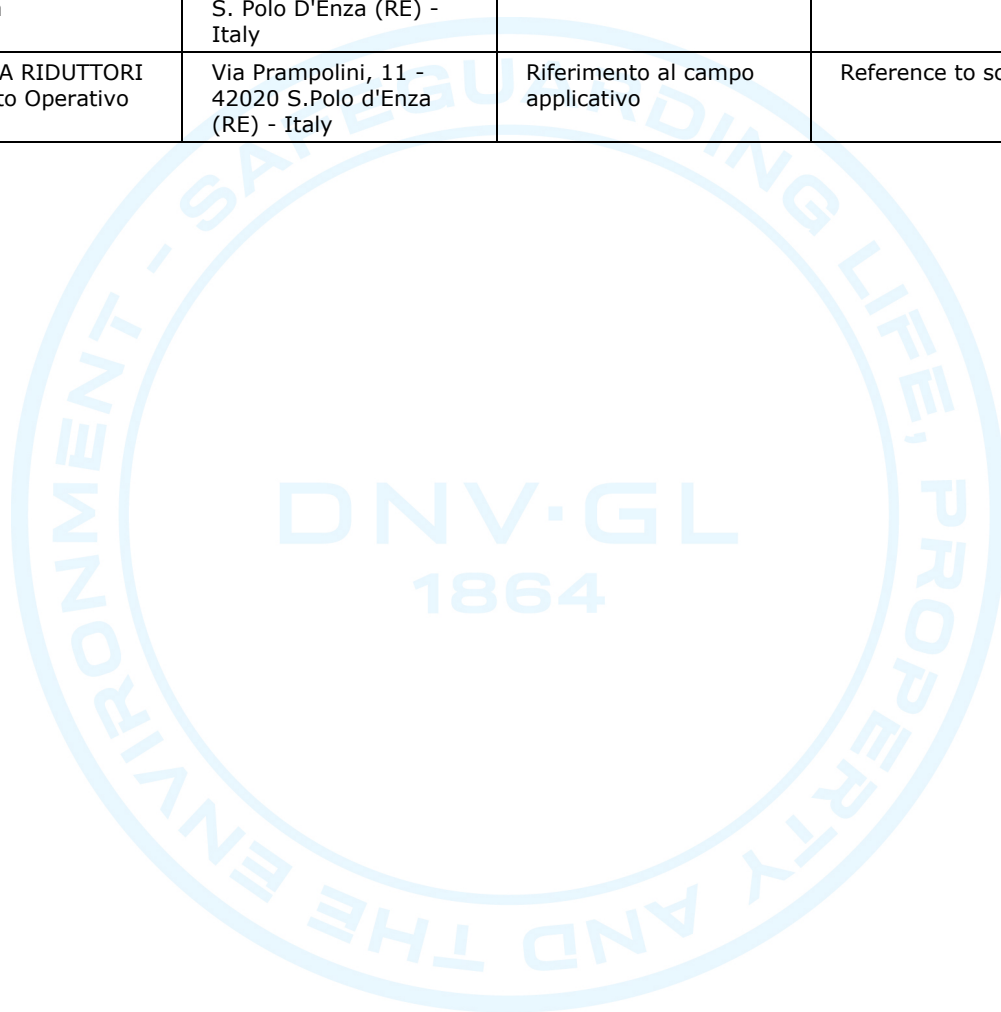 S. Polo D'Enza (RE) -
Italy
A RIDUTTORI
to Operativo
Via Prampolini, 11 -
42020 S.Polo d'Enza
(RE) - Italy
Riferimento al campo
applicativo
Reference to sc
SAFEGUARDING LIFE, PROPERTY AND THE ENVIRONMENT -
DNV·GL
1864